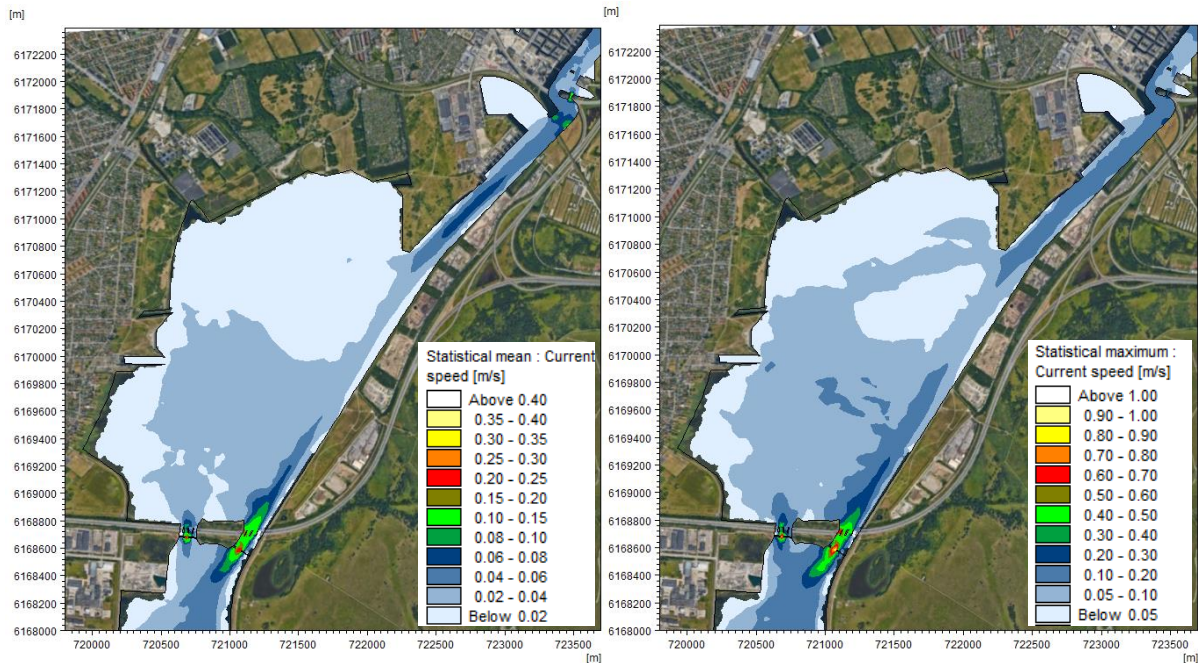 [m]
6172200
6172000
6171800
6171600
6171400
6171200
6171000
6170800
6170600
6170400
6170200
6170000
6169800
6169600
6169400
6169200
6169000
6168800
6168600
6168400
6168200
6168000
720000 720500 721000 721500 722000 722500 723000 723500
[m]
Statistical mean : Current
speed [m/s]
Above 0.40
0.35 - 0.40
0.30 - 0.35
0.25 - 0.30
0.20 - 0.25
0.15 - 0.20
0.10 - 0.15
0.08 - 0.10
0.06 - 0.08
0.04 - 0.06
0.02 - 0.04
Below 0.02
[m]
6172200
6172000
6171800
6171600
6171400
6171200
6171000
6170800
6170600
6170400
6170200
6170000
6169800
6169600
6169400
6169200
6169000
6168800
6168600
6168400
6168200
6168000
720000 720500 721000 721500 722000 722500 723000 723500
[m]
Statistical maximum :
Current speed [m/s]
Above 1.00
0.90 - 1.00
0.80 - 0.90
0.70 - 0.80
0.60 - 0.70
0.50 - 0.60
0.40 - 0.50
0.30 - 0.40
0.20 - 0.30
0.10 - 0.20
0.05 - 0.10
Below 0.05